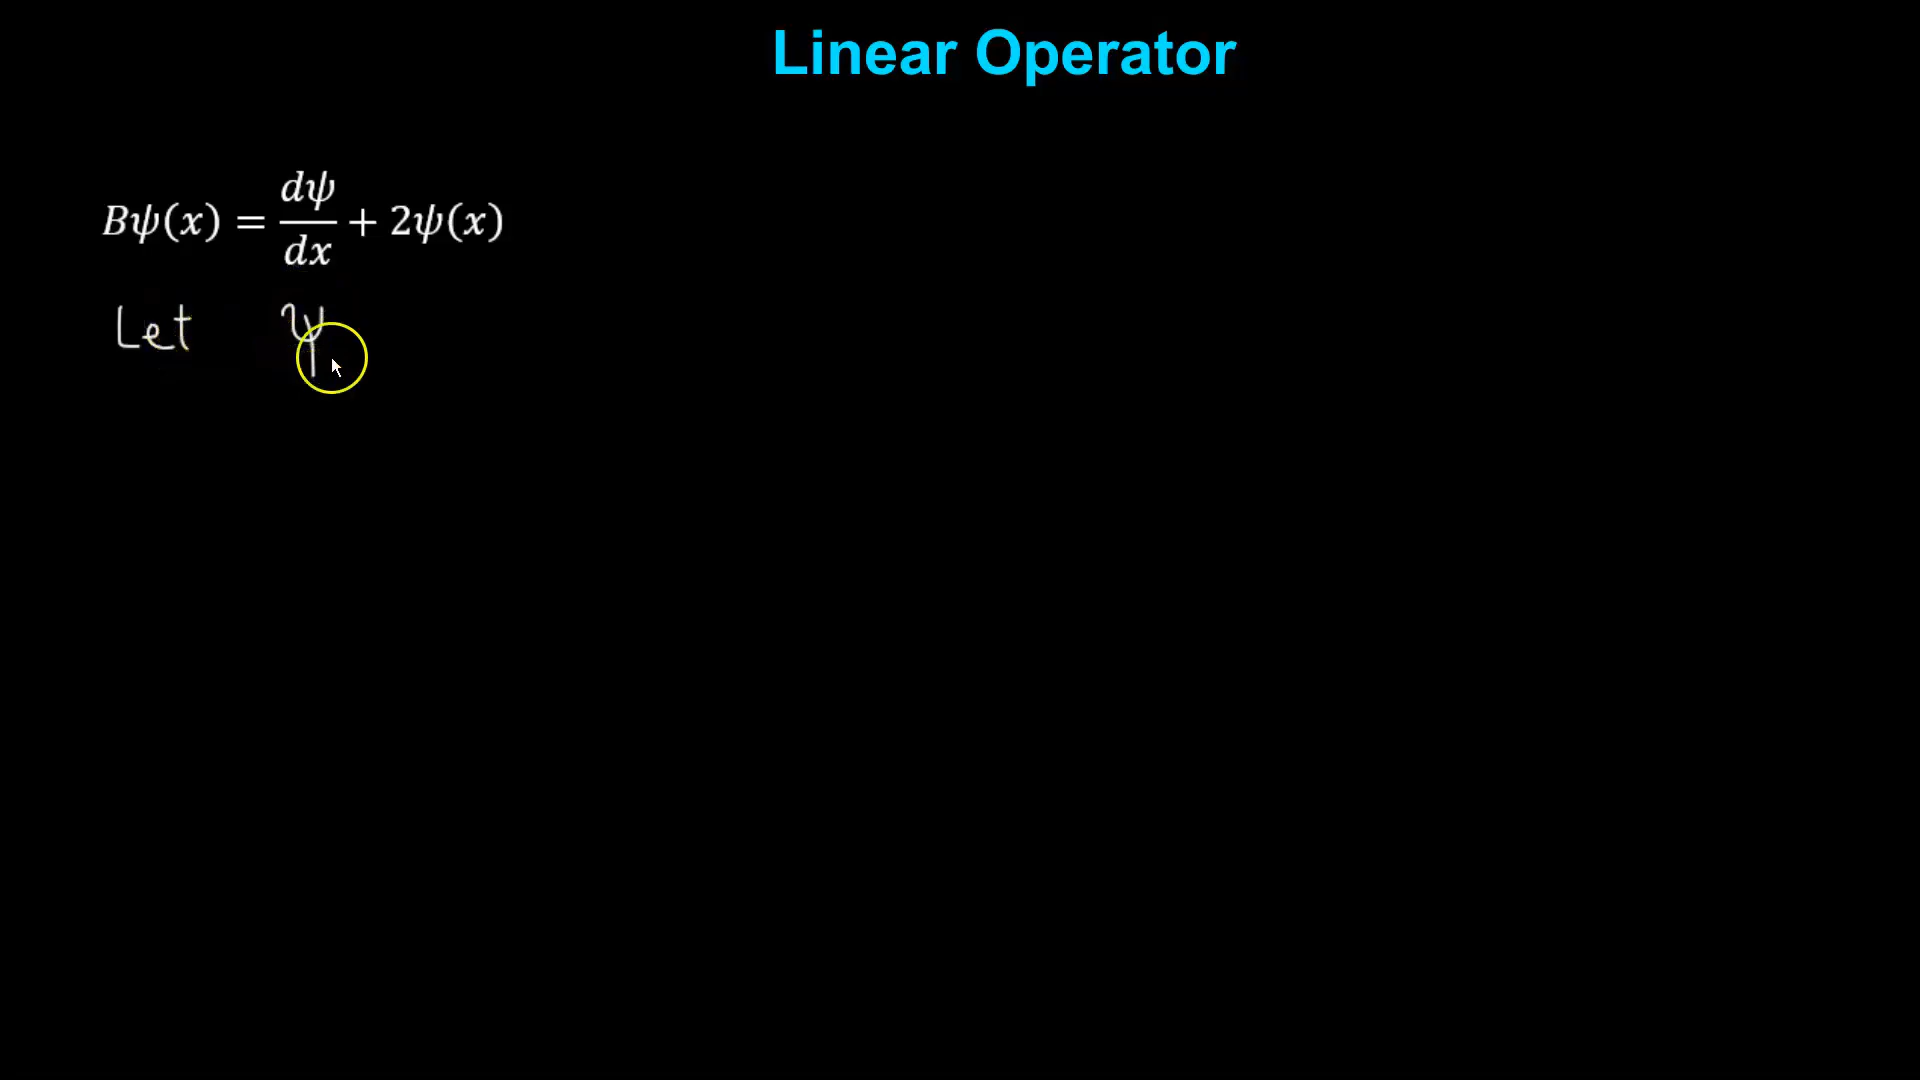 Linear Operator
Bψ(x) = dψ/dx + 2ψ(x)
Let ψ